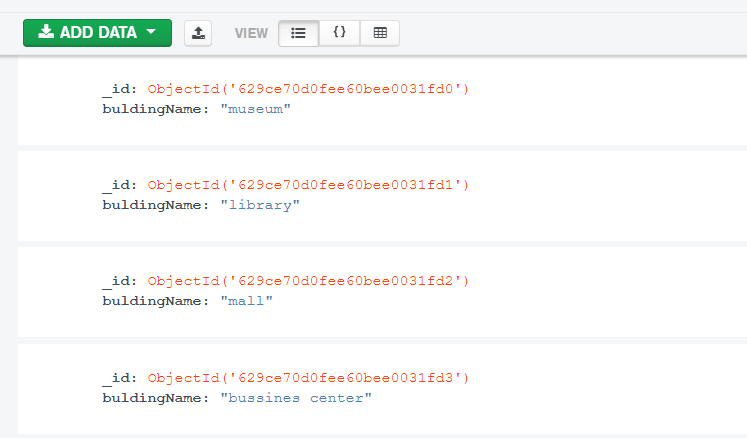 ADD DATA VIEW {}
_id: ObjectId('629ce70d0fee60bee0031fd0')
buldingName: "museum"
_id: ObjectId('629ce70d0fee60bee0031fd1')
buldingName: "library"
_id: ObjectId('629ce70d0fee60bee0031fd2')
buldingName: "mall"
_id: ObjectId('629ce70d0fee60bee0031fd3')
buldingName: "bussines center"